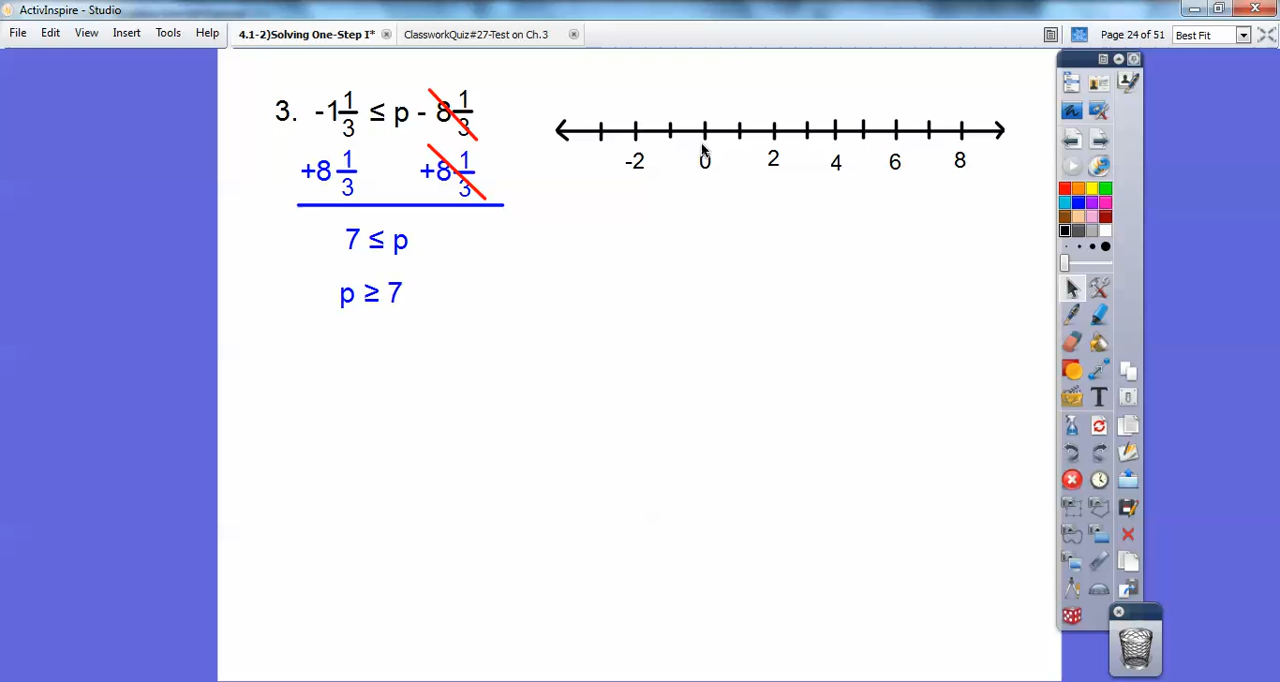 ActivInspire - Studio
File Edit View Insert Tools Help
4.1-2)Solving One-Step I* ClassworkQuiz#27-Test on Ch.3
Page 24 of 51 Best Fit
3. -1 1/3 ≤ p - 8 1/3
+8 1/3 +8 1/3
7 ≤ p
p ≥ 7
-2 0 2 4 6 8
T